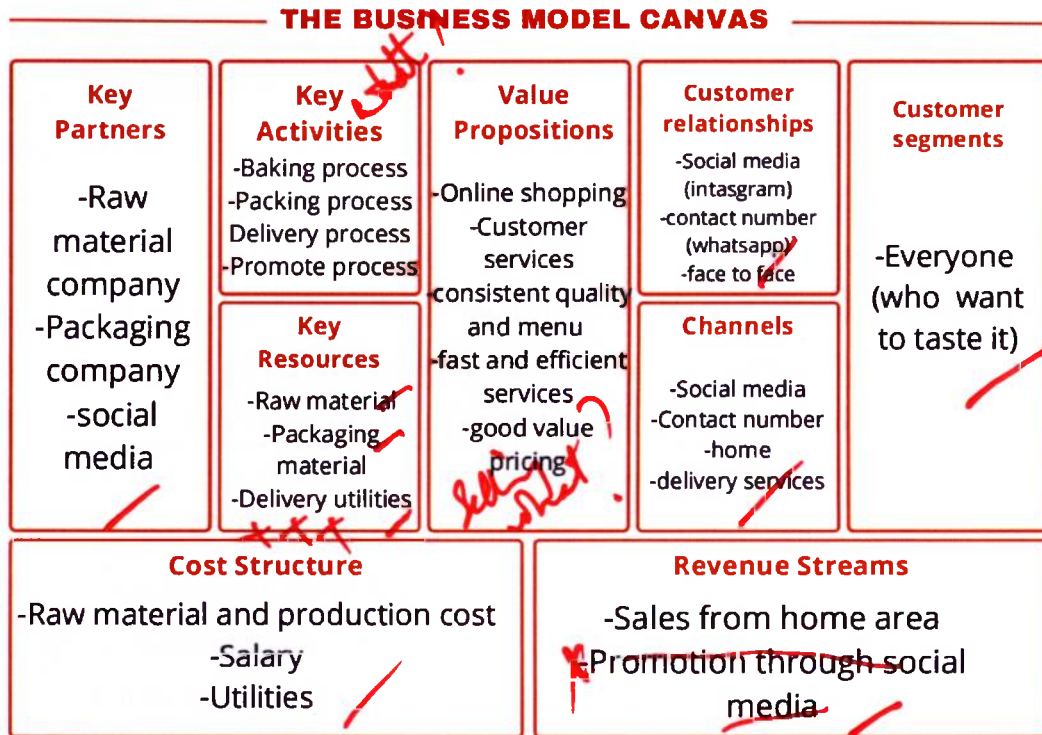 THE BUSINESS MODEL CANVAS
Key
Partners
-Raw
material
company
-Packaging
company
-social
media
Key
Activities
-Baking process
-Packing process
Delivery process
-Promote process
Key
Resources
-Raw material
-Packaging
material
-Delivery utilities
Value
Propositions
-Online shopping
-Customer
services
-consistent quality
and menu
-fast and efficient
services
-good value
pricing
Customer
relationships
-Social media
(intasgram)
-contact number
(whatsapp)
-face to face
Channels
-Social media
-Contact number
-home
-delivery services
Customer
segments
-Everyone
(who want
to taste it)
Cost Structure
-Raw material and production cost
-Salary
-Utilities
Revenue Streams
-Sales from home area
-Promotion through social
media